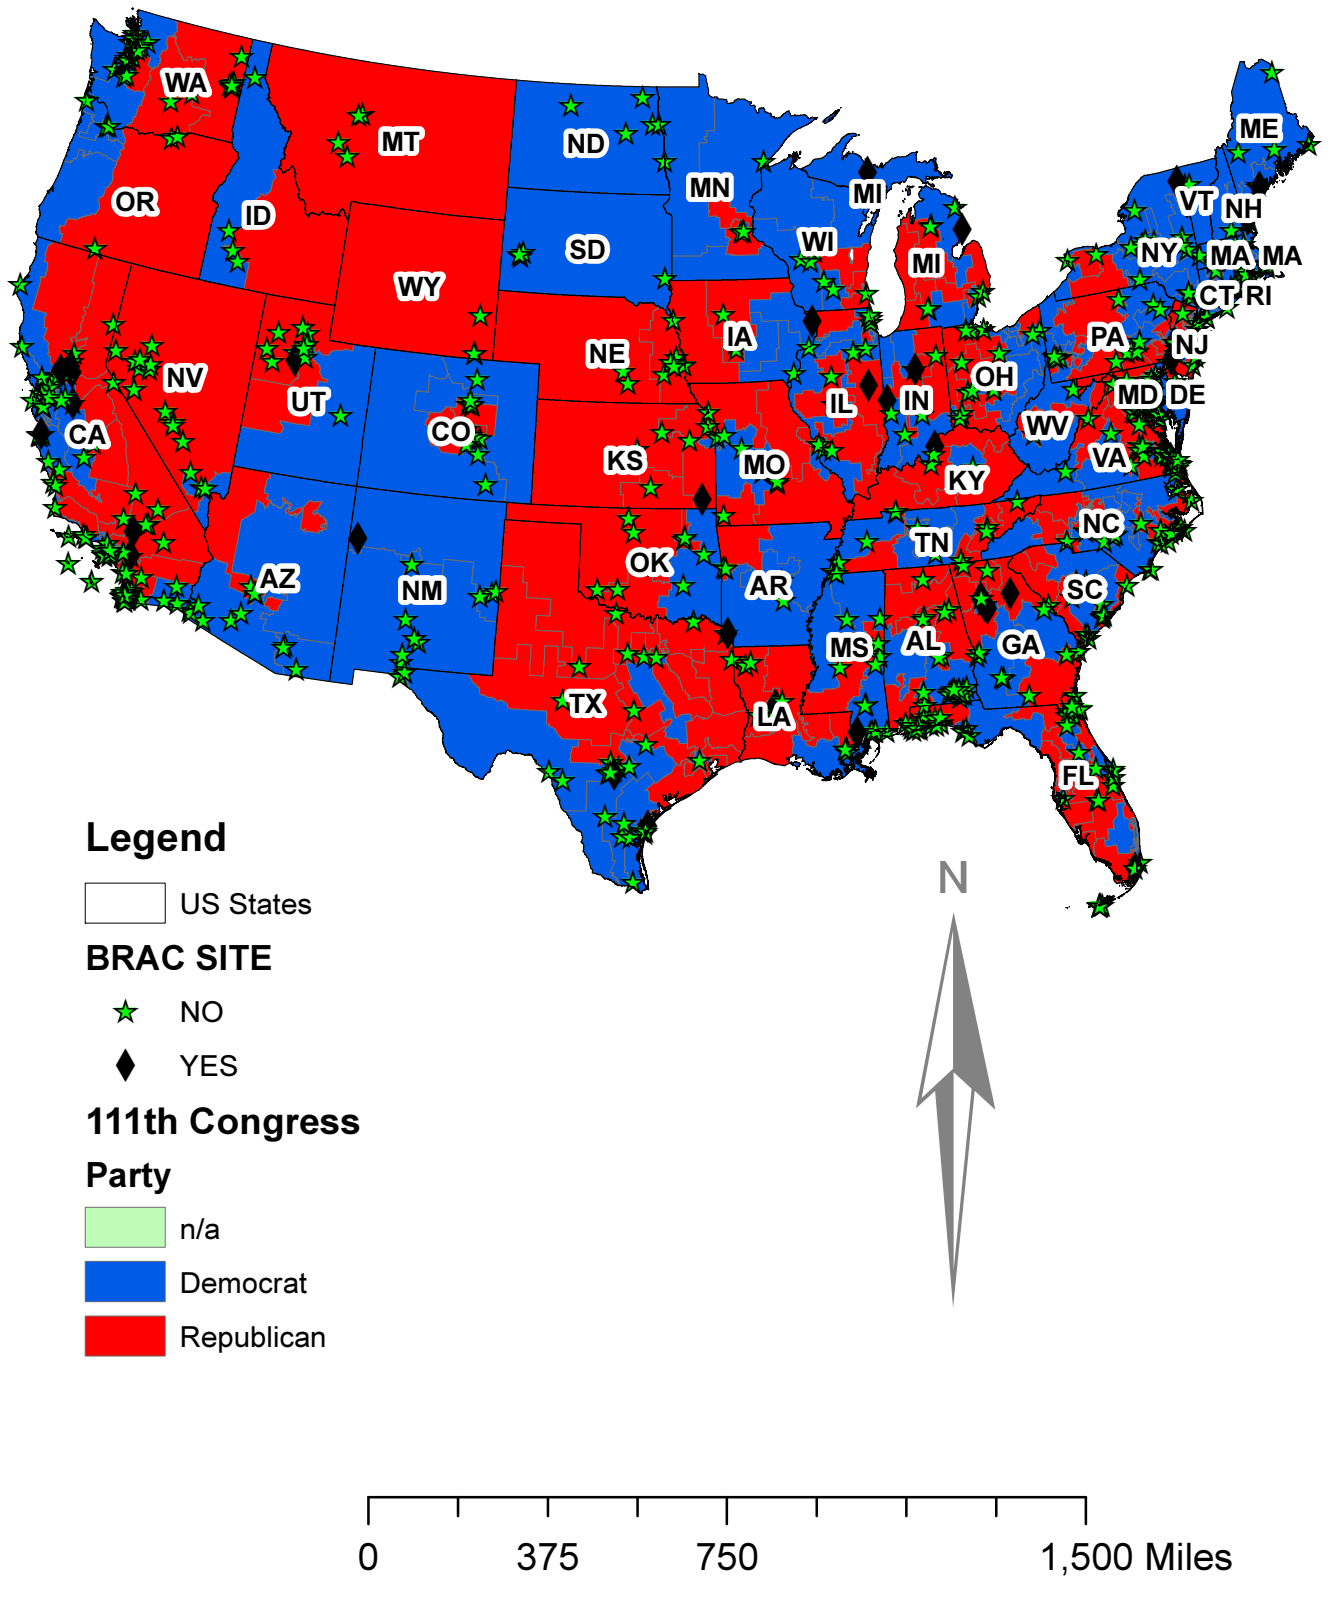 WA
MT
ND
MN
ME
OR
ID
MI
VT
NH
WI
SD
MI
NY
MA
MA
WY
CT
RI
IA
PA
NJ
NE
NV
OH
MD
DE
UT
IL
IN
CA
CO
WV
KS
MO
VA
KY
NC
TN
OK
AZ
AR
NM
SC
MS
AL
GA
TX
LA
FL
Legend
US States
BRAC SITE
NO
YES
111th Congress
Party
n/a
Democrat
Republican
N
0 375 750 1,500 Miles